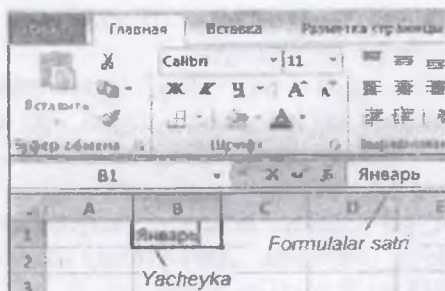 Главная Вставка Разметка страницы
Calibri 11
Ж К Ч А А
Вставить
Буфер обмена Шрифт
B1 Январь
A B C D E
1 Январь Formulalar satri
2
Yacheyka
3